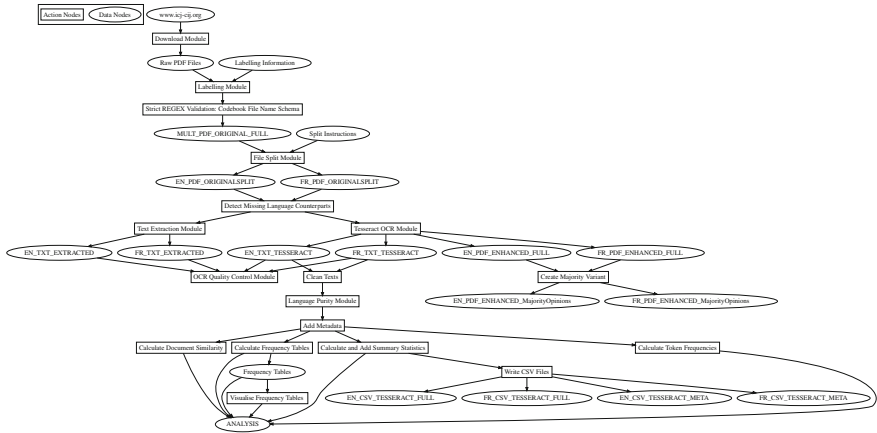 Action Nodes
Data Nodes
www.icj-cij.org
Download Module
Raw PDF Files
Labelling Information
Labelling Module
Strict REGEX Validation: Codebook File Name Schema
MULT_PDF_ORIGINAL_FULL
Split Instructions
File Split Module
EN_PDF_ORIGINALSPLIT
FR_PDF_ORIGINALSPLIT
Detect Missing Language Counterparts
Text Extraction Module
Tesseract OCR Module
EN_TXT_EXTRACTED
FR_TXT_EXTRACTED
EN_TXT_TESSERACT
FR_TXT_TESSERACT
EN_PDF_ENHANCED_FULL
FR_PDF_ENHANCED_FULL
OCR Quality Control Module
Clean Texts
Create Majority Variant
Language Purity Module
EN_PDF_ENHANCED_MajorityOpinions
FR_PDF_ENHANCED_MajorityOpinions
Add Metadata
Calculate Document Similarity
Calculate Frequency Tables
Calculate and Add Summary Statistics
Calculate Token Frequencies
Frequency Tables
Write CSV Files
Visualise Frequency Tables
EN_CSV_TESSERACT_FULL
FR_CSV_TESSERACT_FULL
EN_CSV_TESSERACT_META
FR_CSV_TESSERACT_META
ANALYSIS